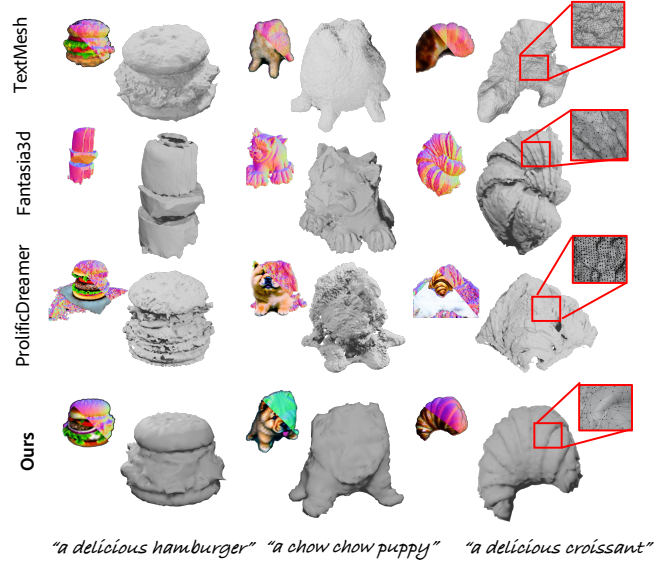 TextMesh
Fantasia3d
ProlificDreamer
Ours
"a delicious hamburger" "a chow chow puppy" "a delicious croissant"